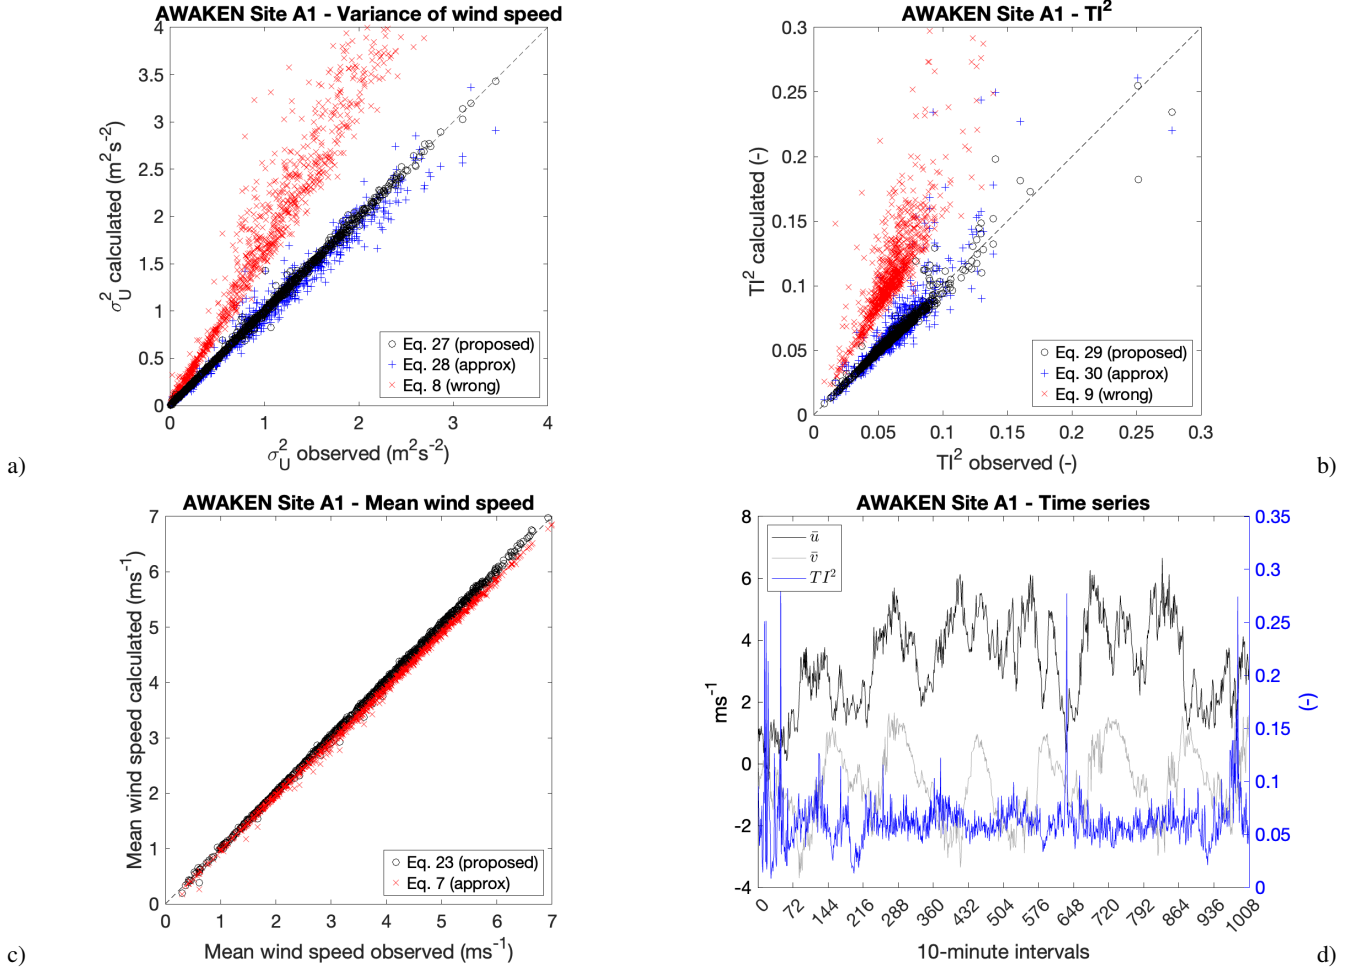 AWAKEN Site A1 - Variance of wind speed
4
3.5
3
2.5
2
1.5
1
0.5
0
σ²U calculated (m²s⁻²)
Eq. 27 (proposed)
Eq. 28 (approx)
Eq. 8 (wrong)
0 1 2 3 4
σ²U observed (m²s⁻²)
a)
AWAKEN Site A1 - TI²
0.3
0.25
0.2
0.15
0.1
0.05
0
TI² calculated (-)
Eq. 29 (proposed)
Eq. 30 (approx)
Eq. 9 (wrong)
0 0.05 0.1 0.15 0.2 0.25 0.3
TI² observed (-)
b)
AWAKEN Site A1 - Mean wind speed
7
6
5
4
3
2
1
0
Mean wind speed calculated (ms⁻¹)
Eq. 23 (proposed)
Eq. 7 (approx)
0 1 2 3 4 5 6 7
Mean wind speed observed (ms⁻¹)
c)
AWAKEN Site A1 - Time series
8
6
4
2
0
-2
-4
ms⁻¹
ū
v̄
TI²
0.35
0.3
0.25
0.2
0.15
0.1
0.05
0
(-)
0 72 144 216 288 360 432 504 576 648 720 792 864 936 1008
10-minute intervals
d)